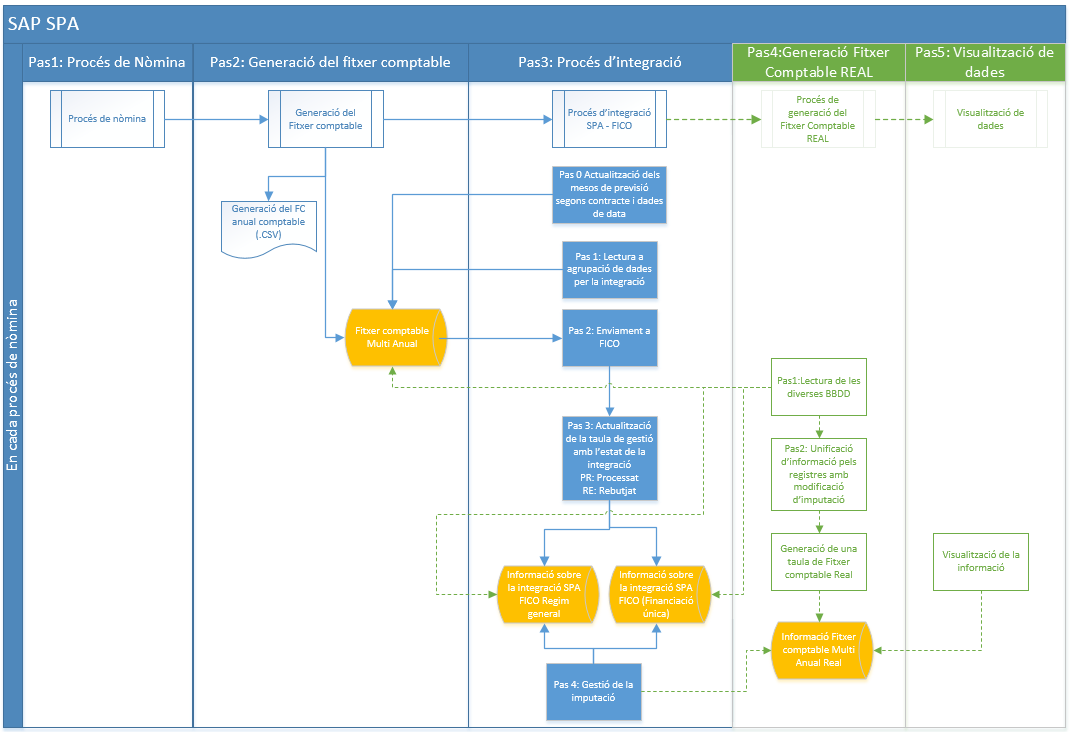 SAP SPA
Pas1: Procés de Nòmina
Pas2: Generació del fitxer comptable
Pas3: Procés d'integració
Pas4:Generació Fitxer
Comptable REAL
Pas5: Visualització de
dades
En cada procés de nòmina
Procés de nòmina
Generació del
Fitxer comptable
Procés d'integració
SPA - FICO
Procés de
generació del
Fitxer Comptable
REAL
Visualització de
dades
Pas 0 Actualització dels
mesos de previsió
segons contracte i dades
de data
Generació del FC
anual comptable
(.CSV)
Pas 1: Lectura a
agrupació de dades
per la integració
Fitxer comptable
Multi Anual
Pas 2: Enviament a
FICO
Pas1:Lectura de les
diverses BBDD
Pas 3: Actualització
de la taula de gestió
amb l'estat de la
integració
PR: Processat
RE: Rebutjat
Pas2: Unificació
d'informació pels
registres amb
modificació
d'imputació
Generació de una
taula de Fitxer
comptable Real
Visualització de la
informació
Informació sobre
la integració SPA
FICO Regim
general
Informació sobre
la integració SPA
FICO (Financiació
única)
Informació Fitxer
comptable Multi
Anual Real
Pas 4: Gestió de la
imputació